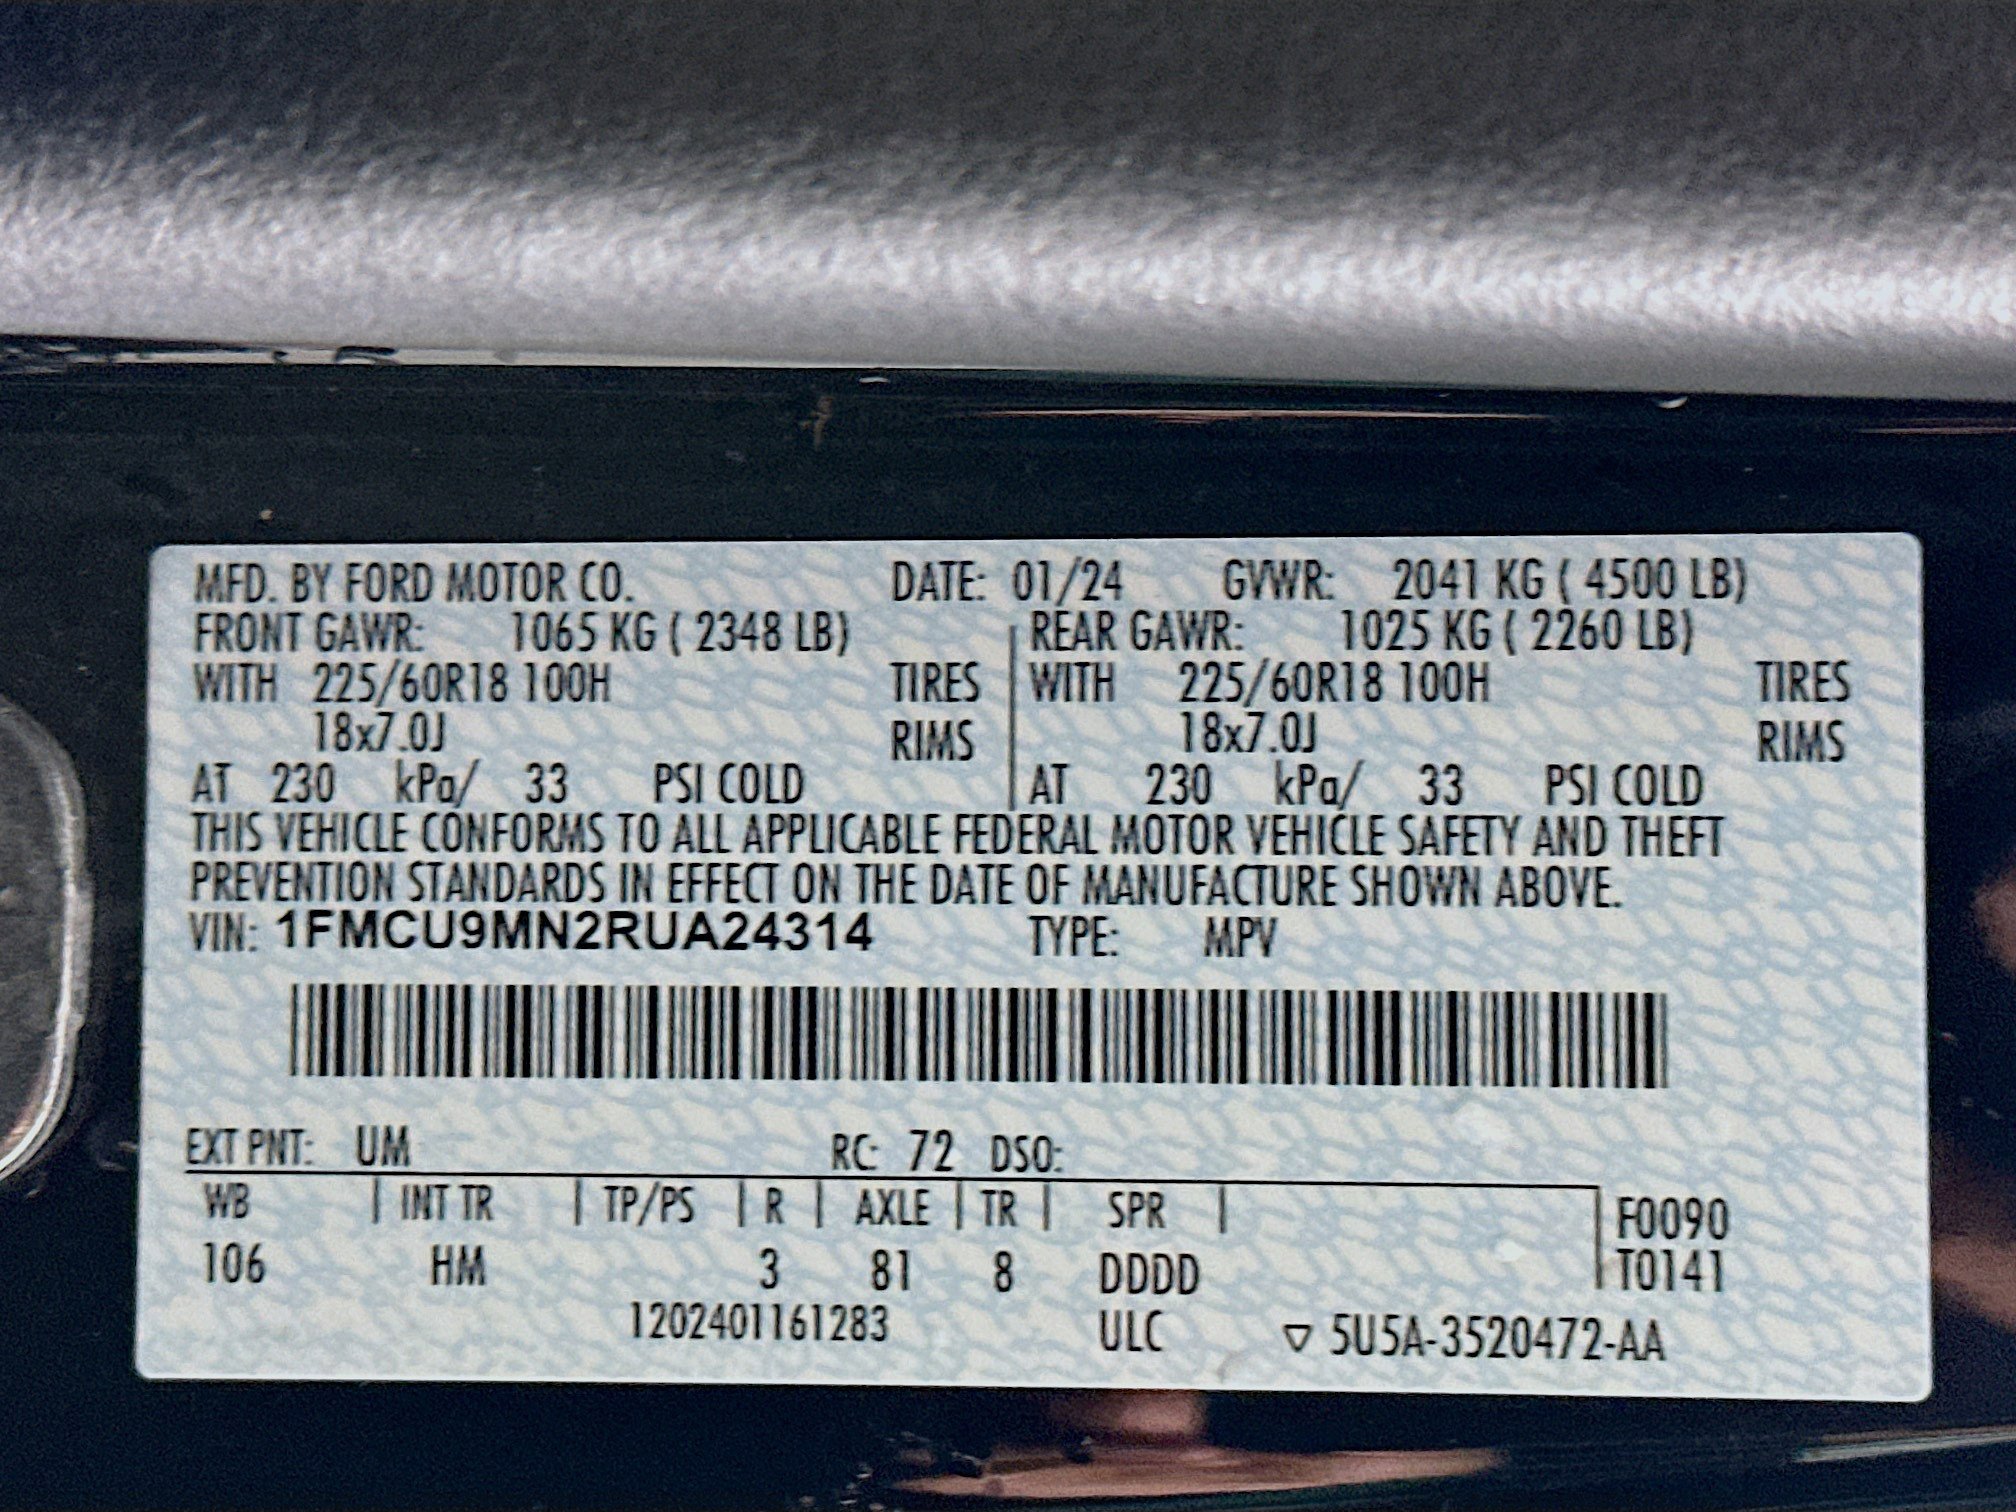 MFD. BY FORD MOTOR CO. DATE: 01/24 GVWR: 2041 KG ( 4500 LB)
FRONT GAWR: 1065 KG ( 2348 LB) REAR GAWR: 1025 KG ( 2260 LB)
WITH 225/60R18 100H TIRES WITH 225/60R18 100H TIRES
18x7.0J RIMS 18x7.0J RIMS
AT 230 kPa/ 33 PSI COLD AT 230 kPa/ 33 PSI COLD
THIS VEHICLE CONFORMS TO ALL APPLICABLE FEDERAL MOTOR VEHICLE SAFETY AND THEFT
PREVENTION STANDARDS IN EFFECT ON THE DATE OF MANUFACTURE SHOWN ABOVE.
VIN: 1FMCU9MN2RUA24314 TYPE: MPV
EXT PNT: UM RC: 72 DSO:
WB | INT TR | TP/PS | R | AXLE | TR | SPR | F0090
106 HM 3 81 8 DDDD T0141
1202401161283 ULC ▽ 5U5A-3520472-AA